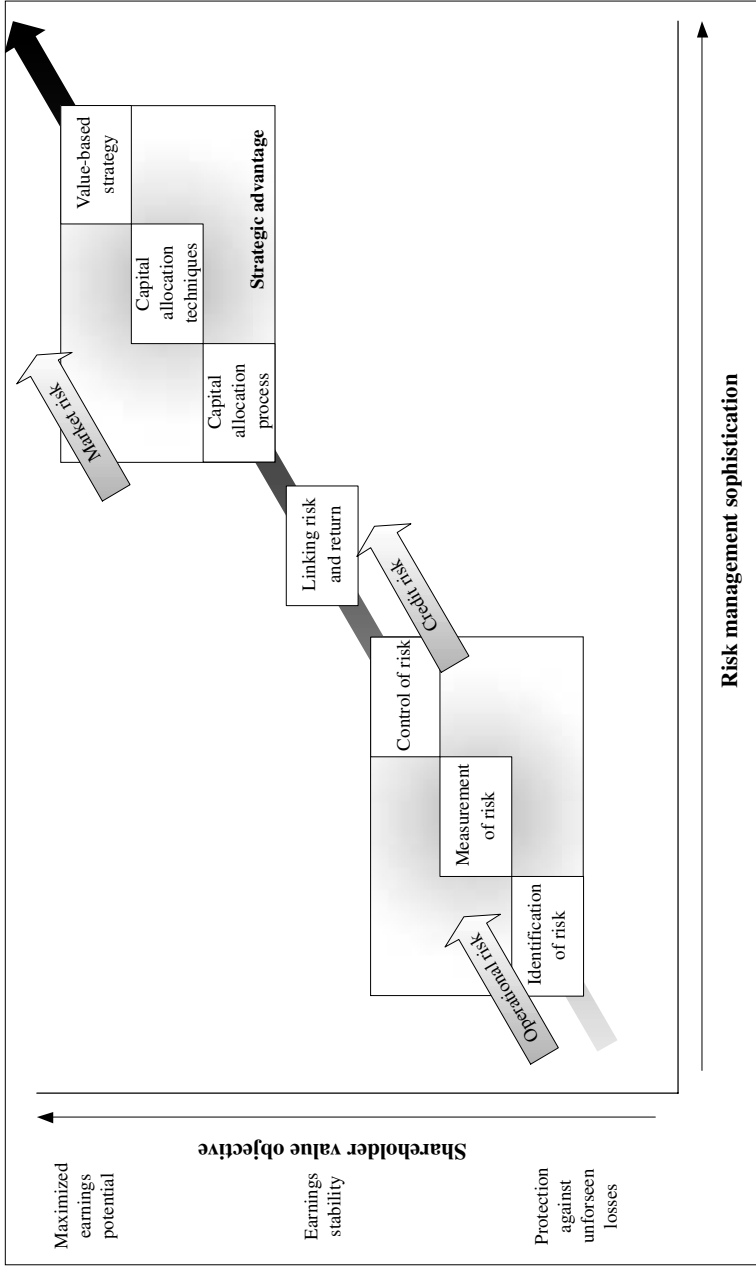 Maximized
earnings
potential
Earnings
stability
Protection
against
unforseen
losses
Shareholder value objective
Operational risk
Identification
of risk
Measurement
of risk
Control of risk
Credit risk
Linking risk
and return
Market risk
Capital
allocation
process
Capital
allocation
techniques
Value-based
strategy
Strategic advantage
Risk management sophistication